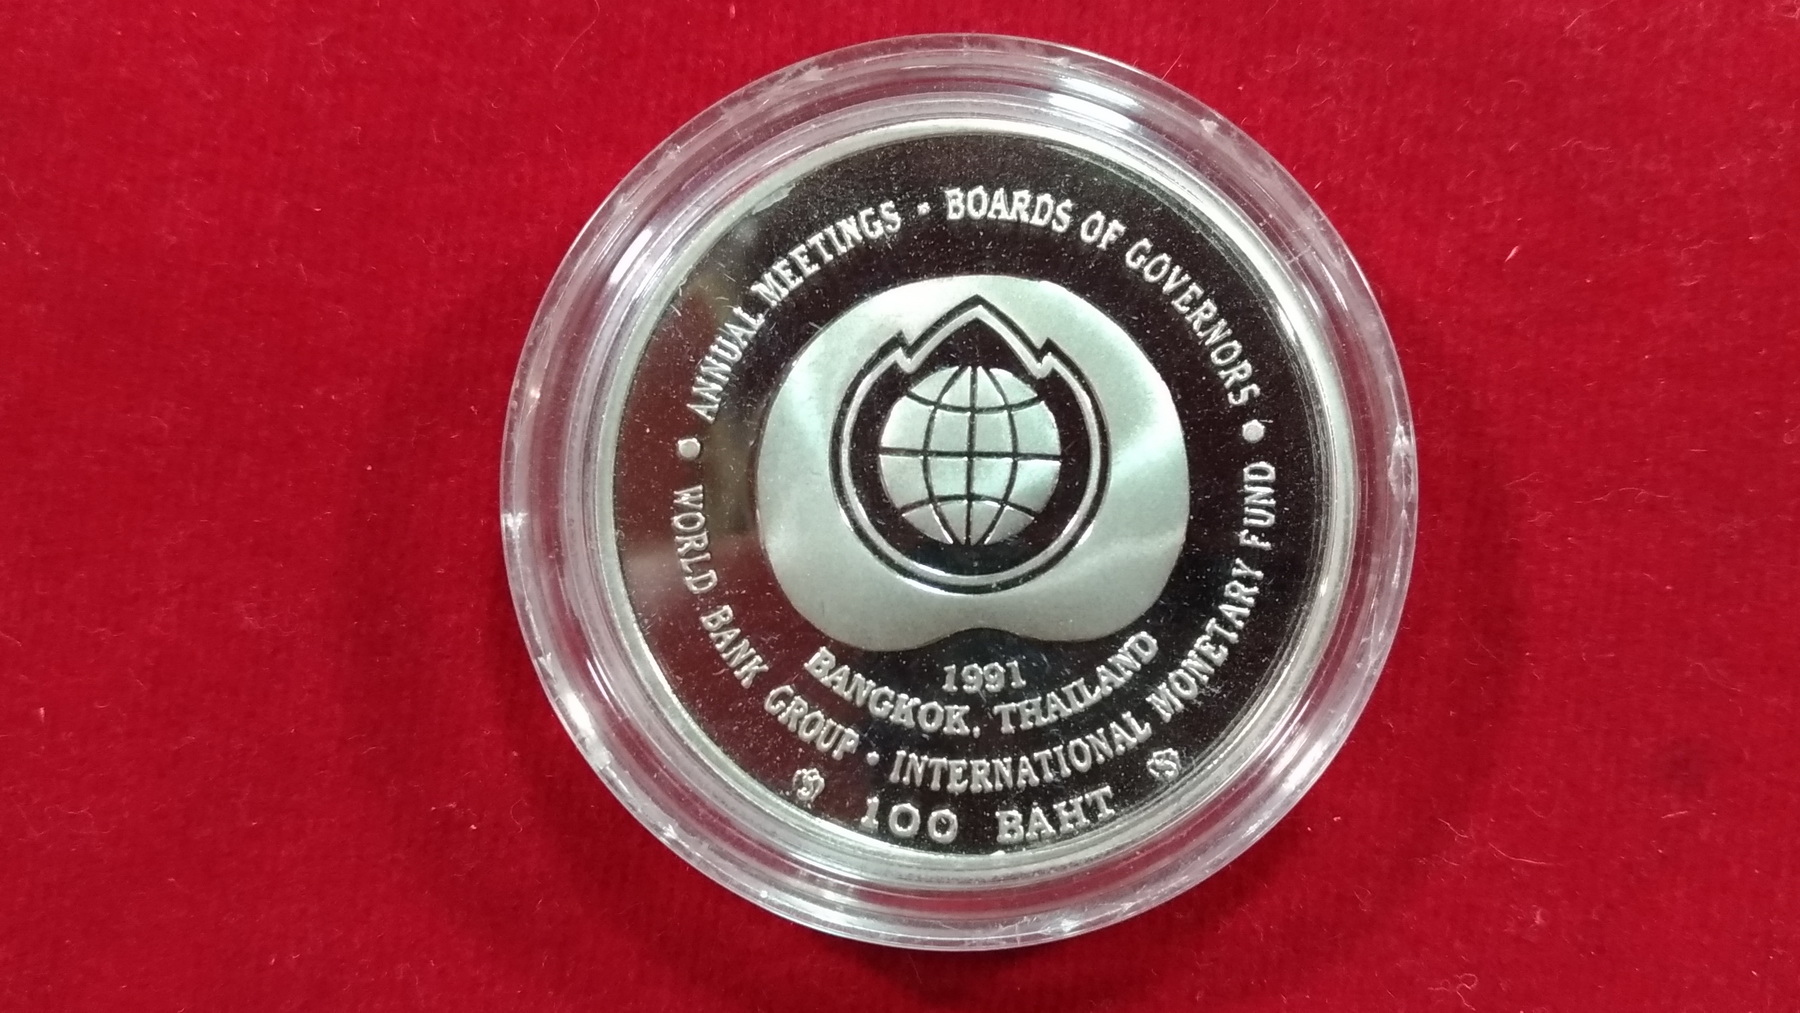 ANNUAL MEETINGS · BOARDS OF GOVERNORS
WORLD BANK GROUP · INTERNATIONAL MONETARY FUND
1991
BANGKOK, THAILAND
100 BAHT